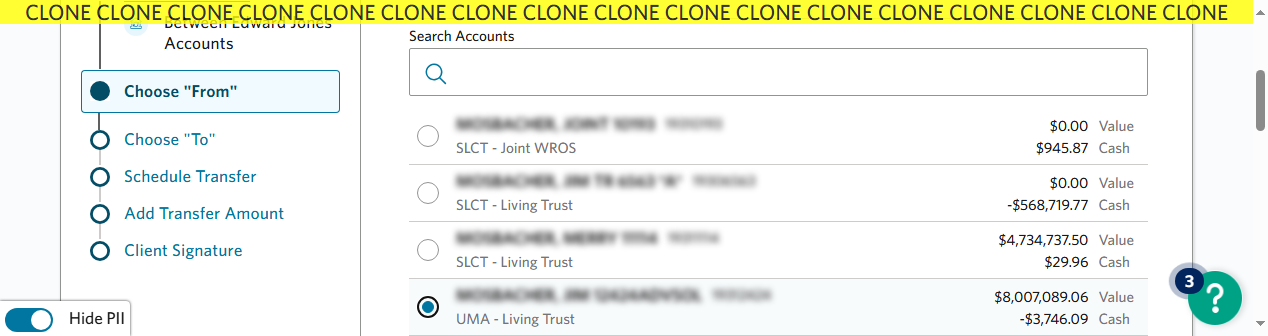 CLONE CLONE CLONE CLONE CLONE CLONE CLONE CLONE CLONE CLONE CLONE CLONE CLONE CLONE CLONE CLONE CLONE
Between Edward Jones
Accounts
Choose "From"
Choose "To"
Schedule Transfer
Add Transfer Amount
Client Signature
Hide PII
Search Accounts
$0.00 Value
SLCT - Joint WROS $945.87 Cash
$0.00 Value
SLCT - Living Trust -$568,719.77 Cash
$4,734,737.50 Value
SLCT - Living Trust $29.96 Cash
$8,007,089.06 Value
UMA - Living Trust -$3,746.09 Cash
3
?